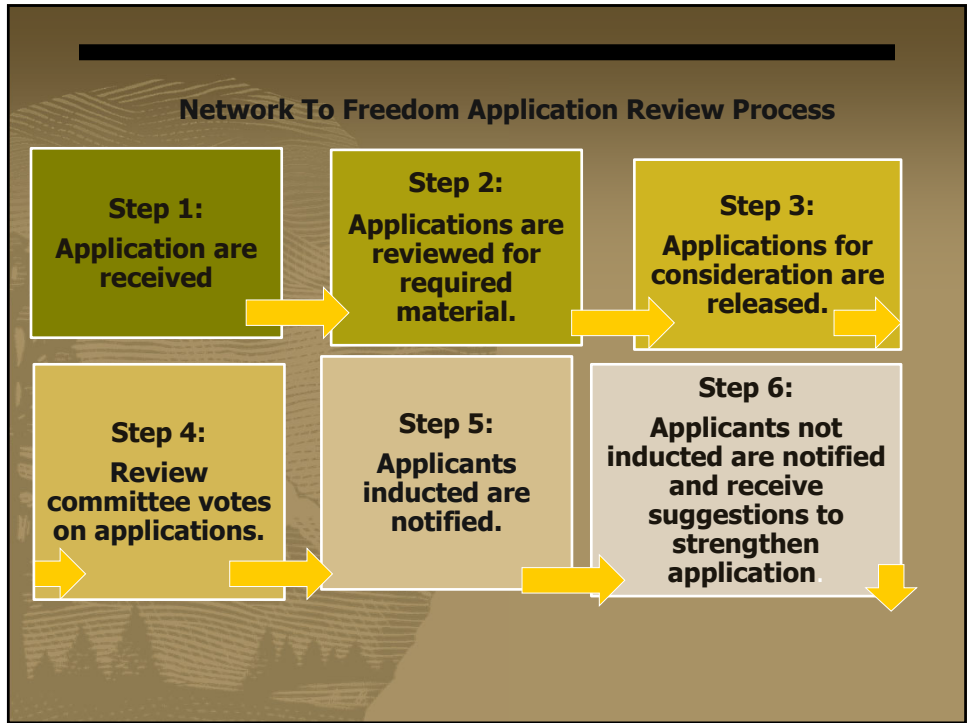 Network To Freedom Application Review Process
Step 1:
Application are
received
Step 2:
Applications are
reviewed for
required
material.
Step 3:
Applications for
consideration are
released.
Step 4:
Review
committee votes
on applications.
Step 5:
Applicants
inducted are
notified.
Step 6:
Applicants not
inducted are notified
and receive
suggestions to
strengthen
application.